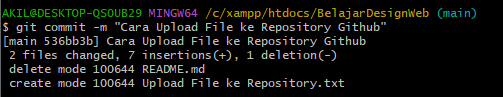 AKIL@DESKTOP-QSOUB29 MINGW64 /c/xampp/htdocs/BelajarDesignWeb (main)
$ git commit -m "Cara Upload File ke Repository Github"
[main 536bb3b] Cara Upload File ke Repository Github
 2 files changed, 7 insertions(+), 1 deletion(-)
 delete mode 100644 README.md
 create mode 100644 Upload File ke Repository.txt